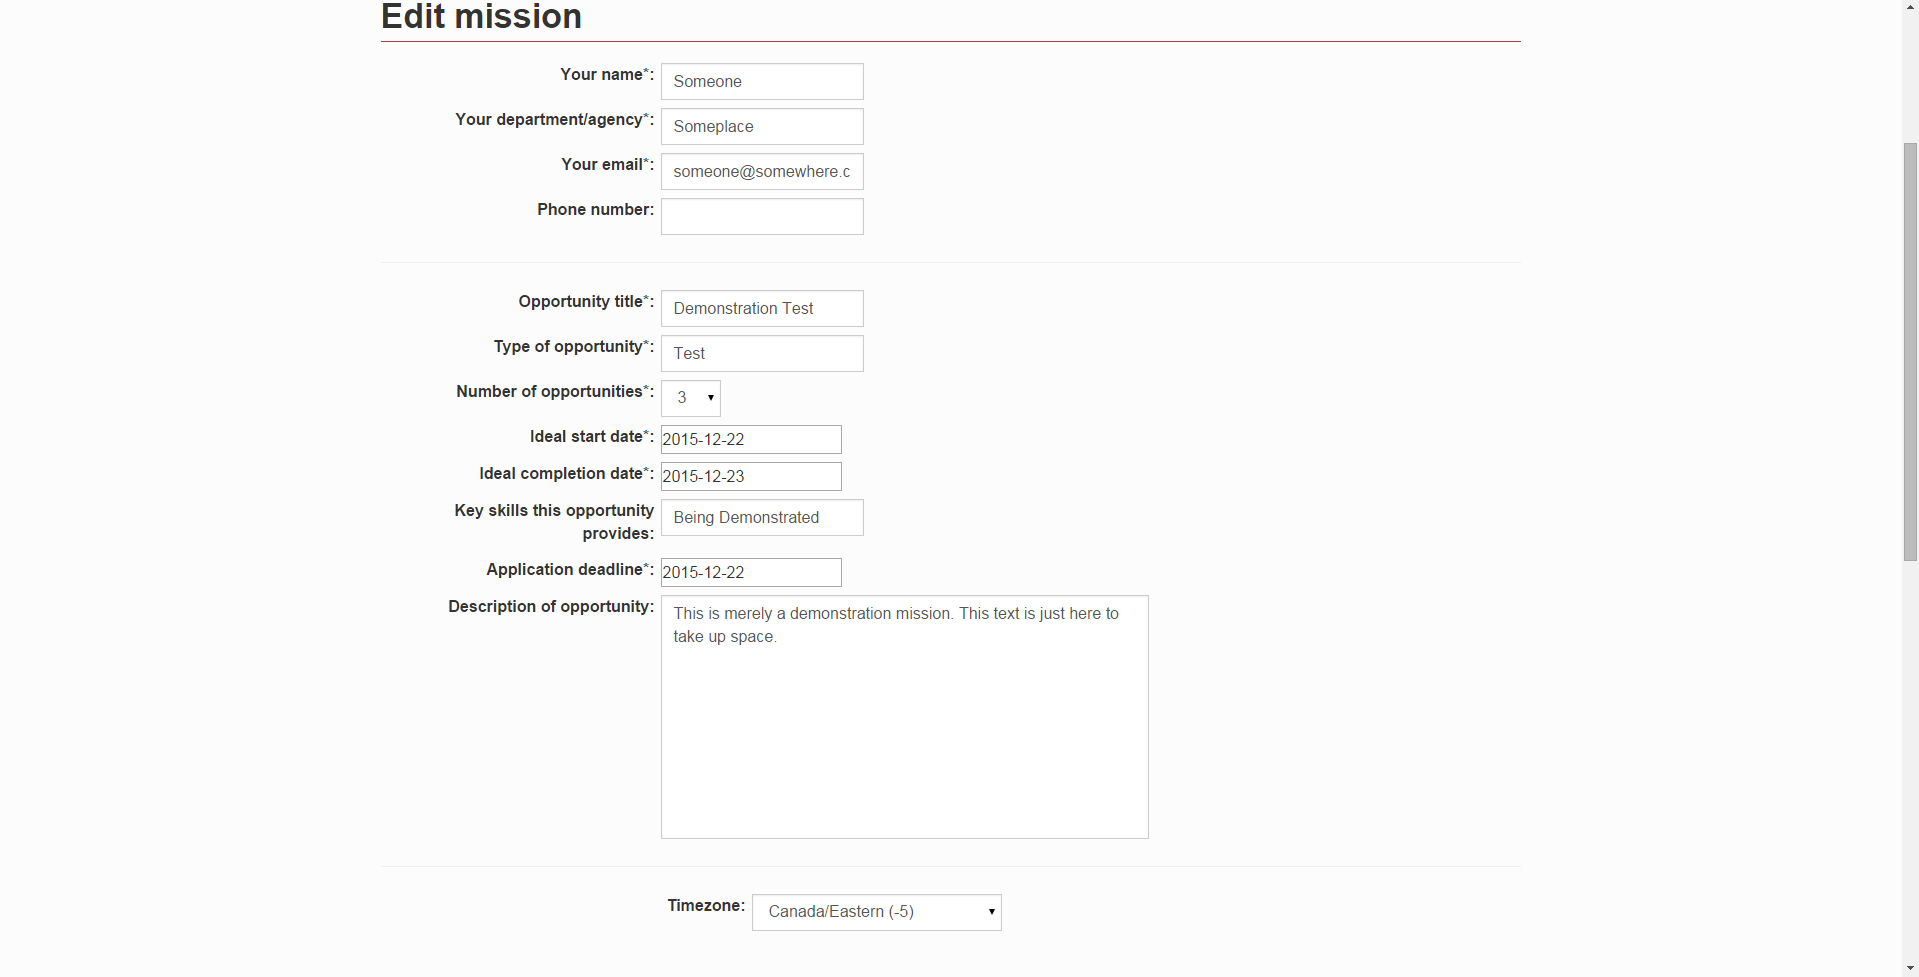 Edit mission
Your name*: Someone
Your department/agency*: Someplace
Your email*: someone@somewhere.c
Phone number:
Opportunity title*: Demonstration Test
Type of opportunity*: Test
Number of opportunities*: 3
Ideal start date*: 2015-12-22
Ideal completion date*: 2015-12-23
Key skills this opportunity
provides: Being Demonstrated
Application deadline*: 2015-12-22
Description of opportunity: This is merely a demonstration mission. This text is just here to
take up space.
Timezone: Canada/Eastern (-5)